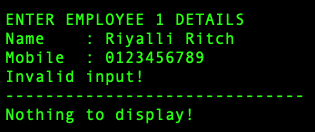 ENTER EMPLOYEE 1 DETAILS
Name    : Riyalli Ritch
Mobile  : 0123456789
Invalid input!
------------------------------
Nothing to display!